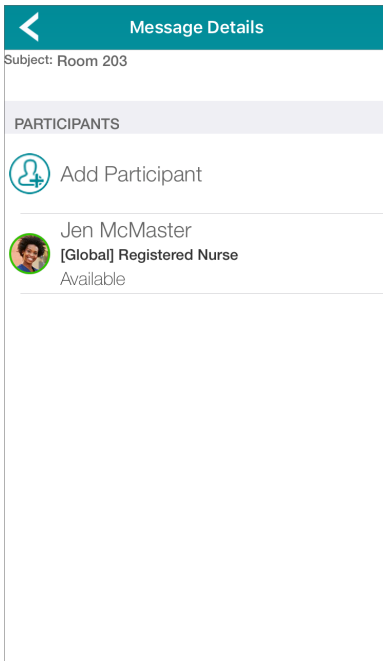 Message Details
Subject: Room 203
PARTICIPANTS
Add Participant
Jen McMaster
[Global] Registered Nurse
Available